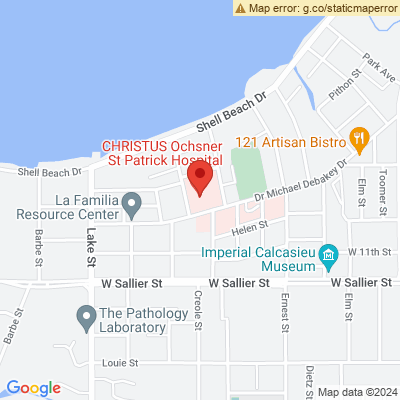 Map error: g.co/staticmaperror
Park Ave
Pithon St
Shell Beach Dr
CHRISTUS Ochsner
St Patrick Hospital
121 Artisan Bistro
Shell Beach Dr
Dr Michael Debakey Dr
Elm St
Toomer St
La Familia
Resource Center
Barbe St
Lake St
Helen St
Imperial Calcasieu
Museum
W 11th St
W Sallier St
W Sallier St
W Sallier St
Barbe St
The Pathology
Laboratory
Creole St
Ernest St
Elm St
Louie St
Dietz St
Google
Map data ©2024